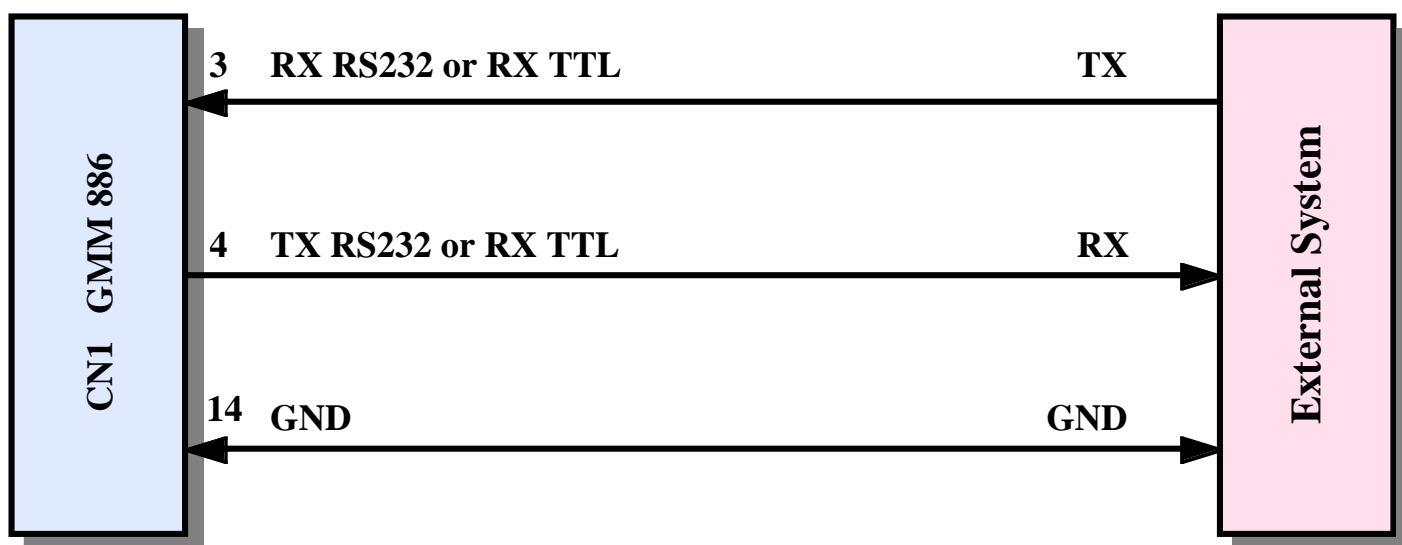 3 RX RS232 or RX TTL TX
CN1 GMM 886
4 TX RS232 or RX TTL RX
External System
14 GND GND